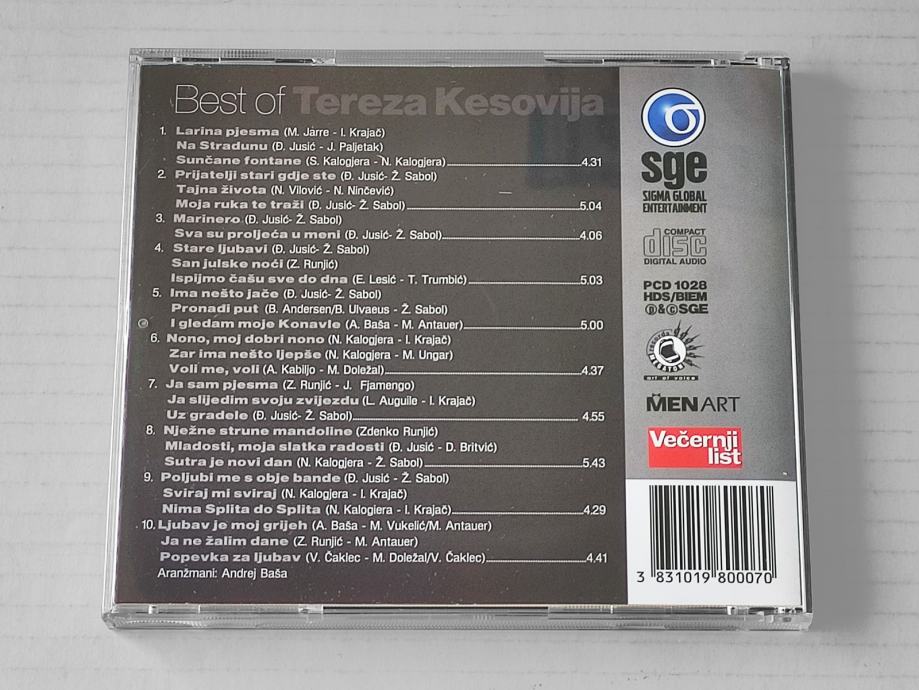 Best of Tereza Kesovija
1. Larina pjesma (M. Jarre - I. Krajač)
Na Stradunu (Đ. Jusić - J. Paljetak)
Sunčane fontane (S. Kalogjera - N. Kalogjera) 4.31
2. Prijatelji stari gdje ste (Đ. Jusić- Ž. Sabol)
Tajna života (N. Vilović - N. Ninčević)
Moja ruka te traži (Đ. Jusić- Ž. Sabol) 5.04
3. Marinero (Đ. Jusić- Ž. Sabol)
Sva su proljeća u meni (Đ. Jusić- Ž. Sabol) 4.06
4. Stare ljubavi (Đ. Jusić- Ž. Sabol)
San julske noći (Z. Runjić)
Ispijmo čašu sve do dna (E. Lesić - T. Trumbić) 5.03
5. Ima nešto jače (Đ. Jusić- Ž. Sabol)
Pronađi put (B. Andersen/B. Ulvaeus - Ž. Sabol)
I gledam moje Konavle (A. Baša - M. Antauer) 5.00
6. Nono, moj dobri nono (N. Kalogjera - I. Krajač)
Zar ima nešto ljepše (N. Kalogjera - M. Ungar)
Voli me, voli (A. Kabiljo - M. Doležal) 4.37
7. Ja sam pjesma (Z. Runjić - J. Fjamengo)
Ja slijedim svoju zvijezdu (L. Auguile - I. Krajač)
Uz gradele (Đ. Jusić- Ž. Sabol) 4.55
8. Nježne strune mandoline (Zdenko Runjić)
Mladosti, moja slatka radosti (Đ. Jusić - D. Britvić)
Sutra je novi dan (N. Kalogjera - Ž. Sabol) 5.43
9. Poljubi me s obje bande (Đ. Jusić - Ž. Sabol)
Sviraj mi sviraj (N. Kalogjera - I. Krajač)
Nima Splita do Splita (N. Kalogiera - I. Krajač) 4.29
10. Ljubav je moj grijeh (A. Baša - M. Vukelić/M. Antauer)
Ja ne žalim dane (Z. Runjić - M. Antauer)
Popevka za ljubav (V. Čaklec - M. Doležal/V. Čaklec) 4.41
Aranžmani: Andrej Baša
sge
SIGMA GLOBAL
ENTERTAINMENT
COMPACT
disc
DIGITAL AUDIO
PCD 1028
HDS/BIEM
Ⓟ&©SGE
art of voice
MENART
Večernji
list
3 831019 800070